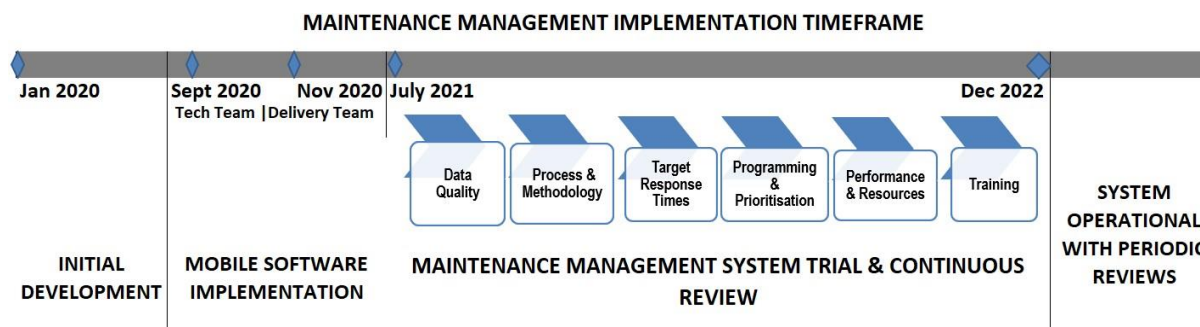 MAINTENANCE MANAGEMENT IMPLEMENTATION TIMEFRAME
Jan 2020
Sept 2020
Nov 2020
July 2021
Dec 2022
Tech Team |Delivery Team
Data
Quality
Process &
Methodology
Target
Response
Times
Programming
&
Prioritisation
Performance
& Resources
Training
INITIAL
DEVELOPMENT
MOBILE SOFTWARE
IMPLEMENTATION
MAINTENANCE MANAGEMENT SYSTEM TRIAL & CONTINUOUS
REVIEW
SYSTEM
OPERATIONAL
WITH PERIODIC
REVIEWS